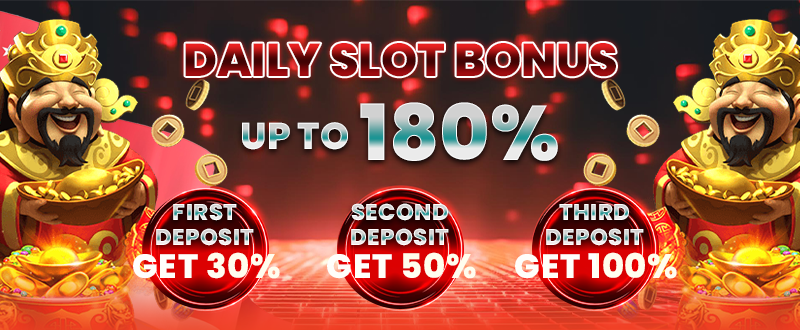 DAILY SLOT BONUS
UP TO 180%
FIRST
DEPOSIT
GET 30%
SECOND
DEPOSIT
GET 50%
THIRD
DEPOSIT
GET 100%